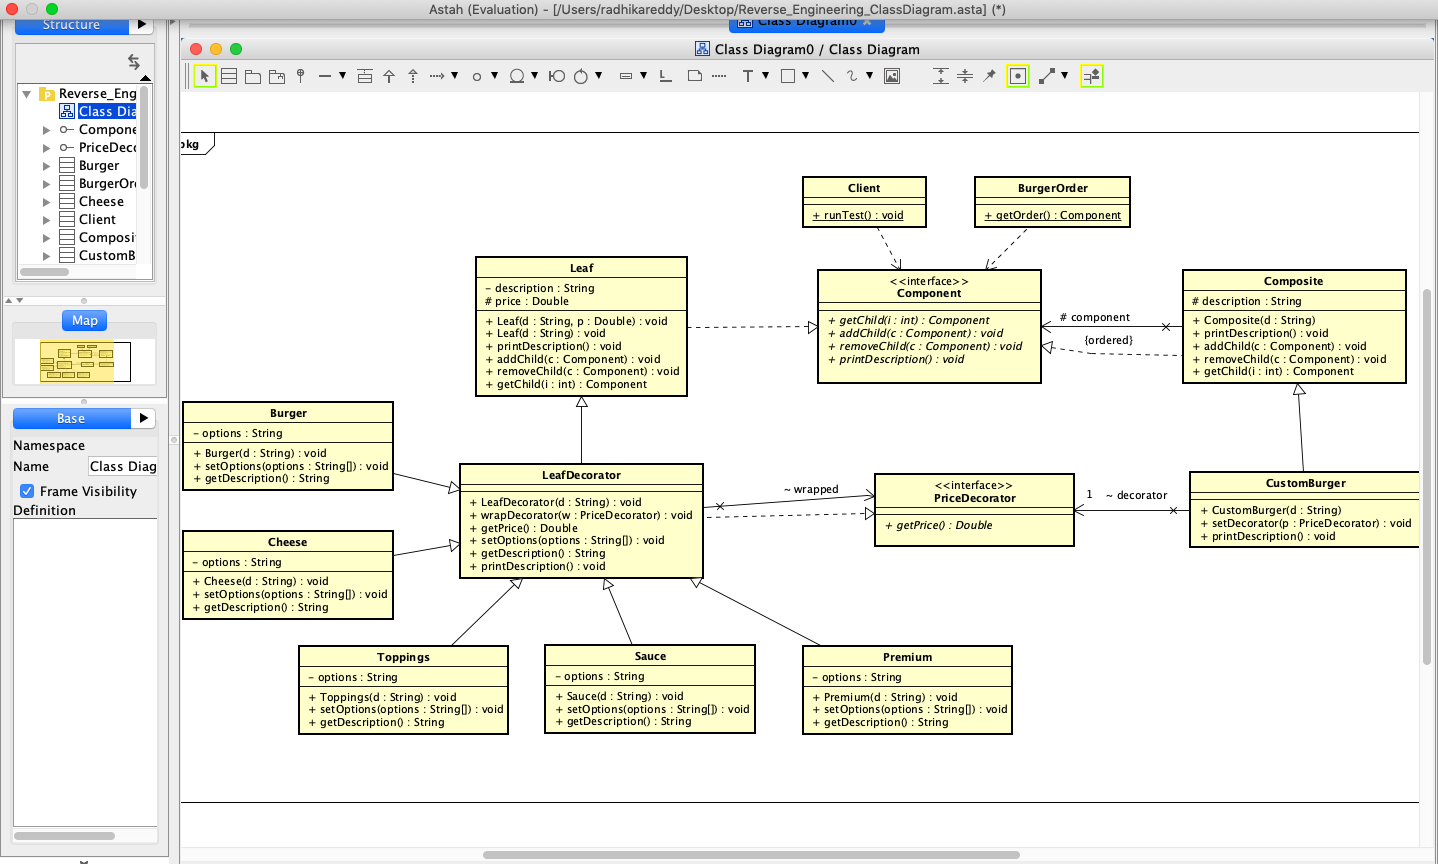 Astah (Evaluation) - [/Users/radhikareddy/Desktop/Reverse_Engineering_ClassDiagram.asta] (*)
Structure
Class Diagram0
Class Diagram0 / Class Diagram
T
Reverse_Eng
Class Dia
Compone
PriceDec
Burger
BurgerOr
Cheese
Client
Composit
CustomB
Map
Base
Namespace
Name Class Diag
Frame Visibility
Definition
pkg
Client
+ runTest() : void
BurgerOrder
+ getOrder() : Component
Leaf
- description : String
# price : Double
+ Leaf(d : String, p : Double) : void
+ Leaf(d : String) : void
+ printDescription() : void
+ addChild(c : Component) : void
+ removeChild(c : Component) : void
+ getChild(i : int) : Component
<<interface>>
Component
+ getChild(i : int) : Component
+ addChild(c : Component) : void
+ removeChild(c : Component) : void
+ printDescription() : void
# component
{ordered}
Composite
# description : String
+ Composite(d : String)
+ printDescription() : void
+ addChild(c : Component) : void
+ removeChild(c : Component) : void
+ getChild(i : int) : Component
Burger
- options : String
+ Burger(d : String) : void
+ setOptions(options : String[]) : void
+ getDescription() : String
LeafDecorator
+ LeafDecorator(d : String) : void
+ wrapDecorator(w : PriceDecorator) : void
+ getPrice() : Double
+ setOptions(options : String[]) : void
+ getDescription() : String
+ printDescription() : void
~ wrapped
<<interface>>
PriceDecorator
+ getPrice() : Double
1 ~ decorator
CustomBurger
+ CustomBurger(d : String)
+ setDecorator(p : PriceDecorator) : void
+ printDescription() : void
Cheese
- options : String
+ Cheese(d : String) : void
+ setOptions(options : String[]) : void
+ getDescription() : String
Toppings
- options : String
+ Toppings(d : String) : void
+ setOptions(options : String[]) : void
+ getDescription() : String
Sauce
- options : String
+ Sauce(d : String) : void
+ setOptions(options : String[]) : void
+ getDescription() : String
Premium
- options : String
+ Premium(d : String) : void
+ setOptions(options : String[]) : void
+ getDescription() : String